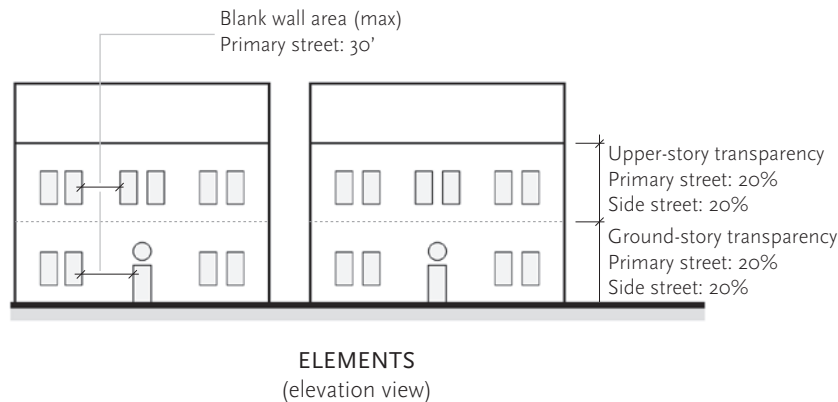 Blank wall area (max)
Primary street: 30'
Upper-story transparency
Primary street: 20%
Side street: 20%
Ground-story transparency
Primary street: 20%
Side street: 20%
ELEMENTS
(elevation view)